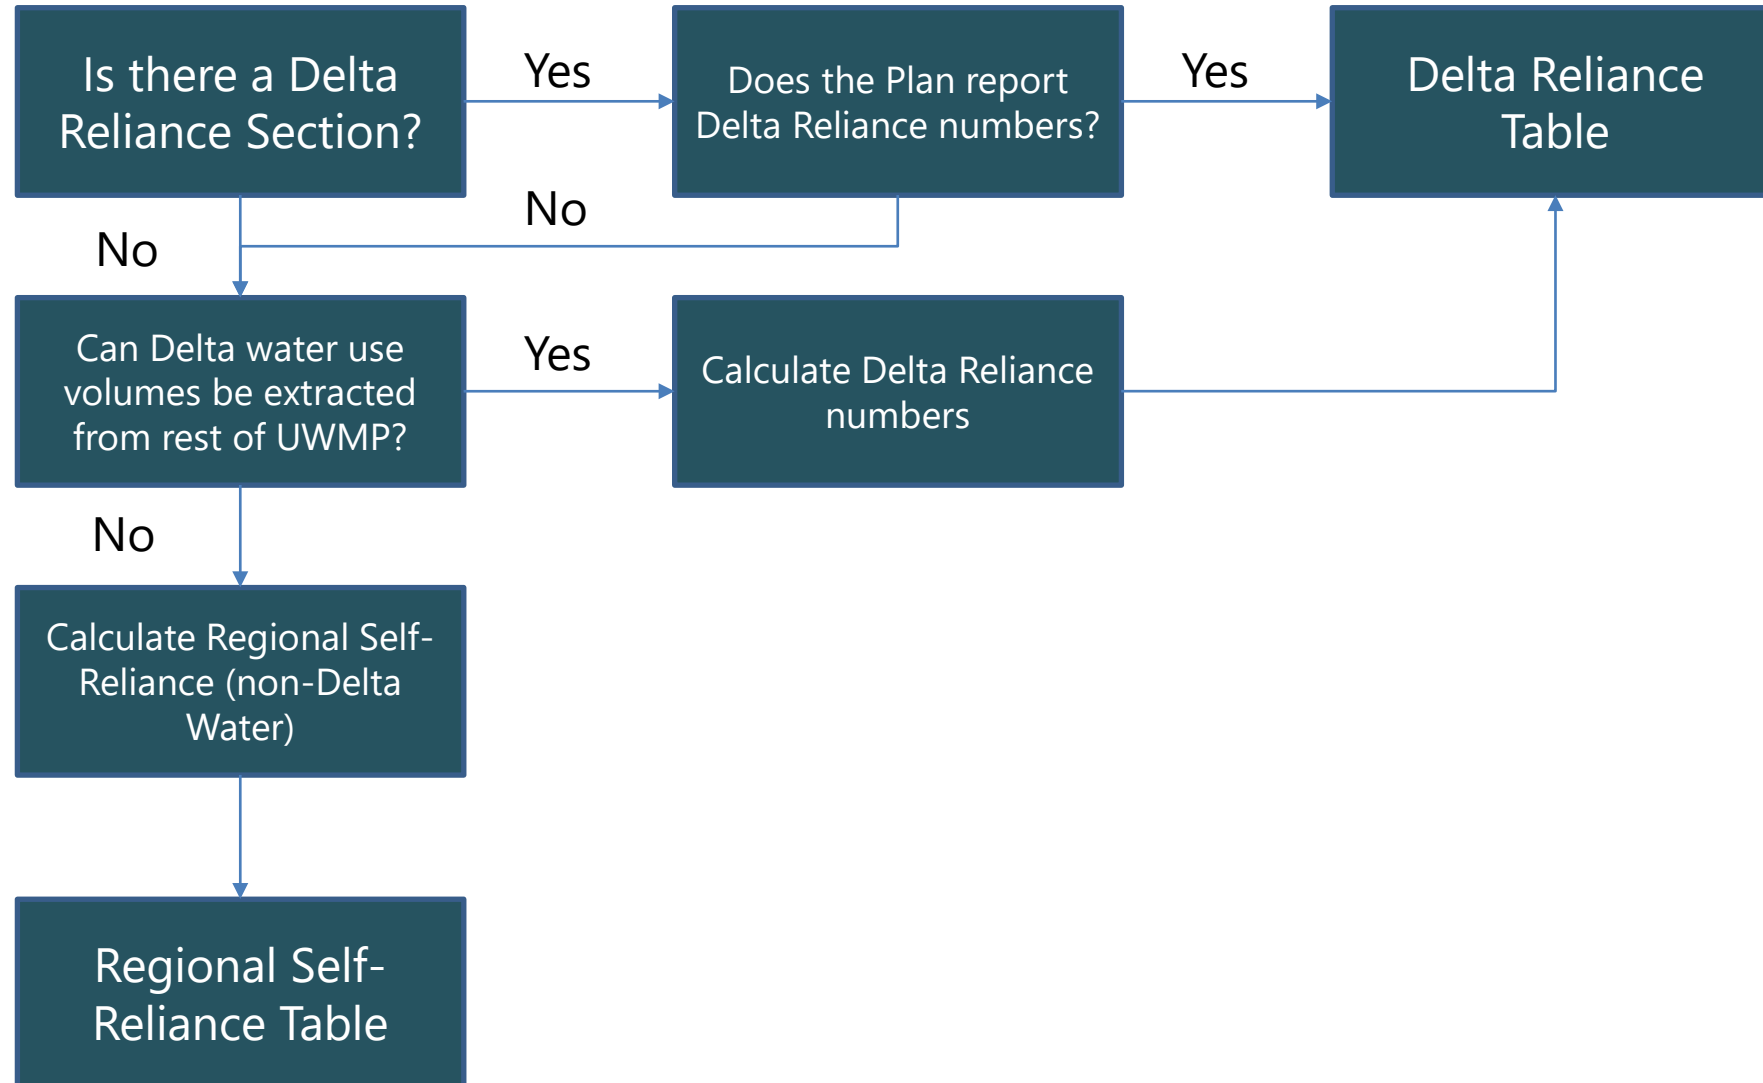 Is there a Delta
Reliance Section?
Yes
Does the Plan report
Delta Reliance numbers?
Yes
Delta Reliance
Table
No
No
Can Delta water use
volumes be extracted
from rest of UWMP?
Yes
Calculate Delta Reliance
numbers
No
Calculate Regional Self-
Reliance (non-Delta
Water)
Regional Self-
Reliance Table